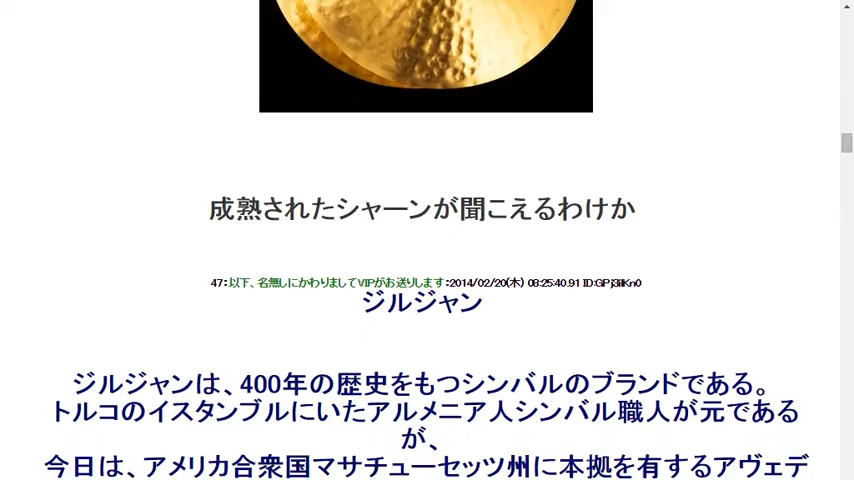 成熟されたシャーンが聞こえるわけか
47：以下、名無しにかわりましてVIPがお送りします：2014/02/20(木) 08:25:40.91
ジルジャン
ジルジャンは、400年の歴史をもつシンバルのブランドである。
トルコのイスタンブルにいたアルメニア人シンバル職人が元である
が、
今日は、アメリカ合衆国マサチューセッツ州に本拠を有するアヴェデ